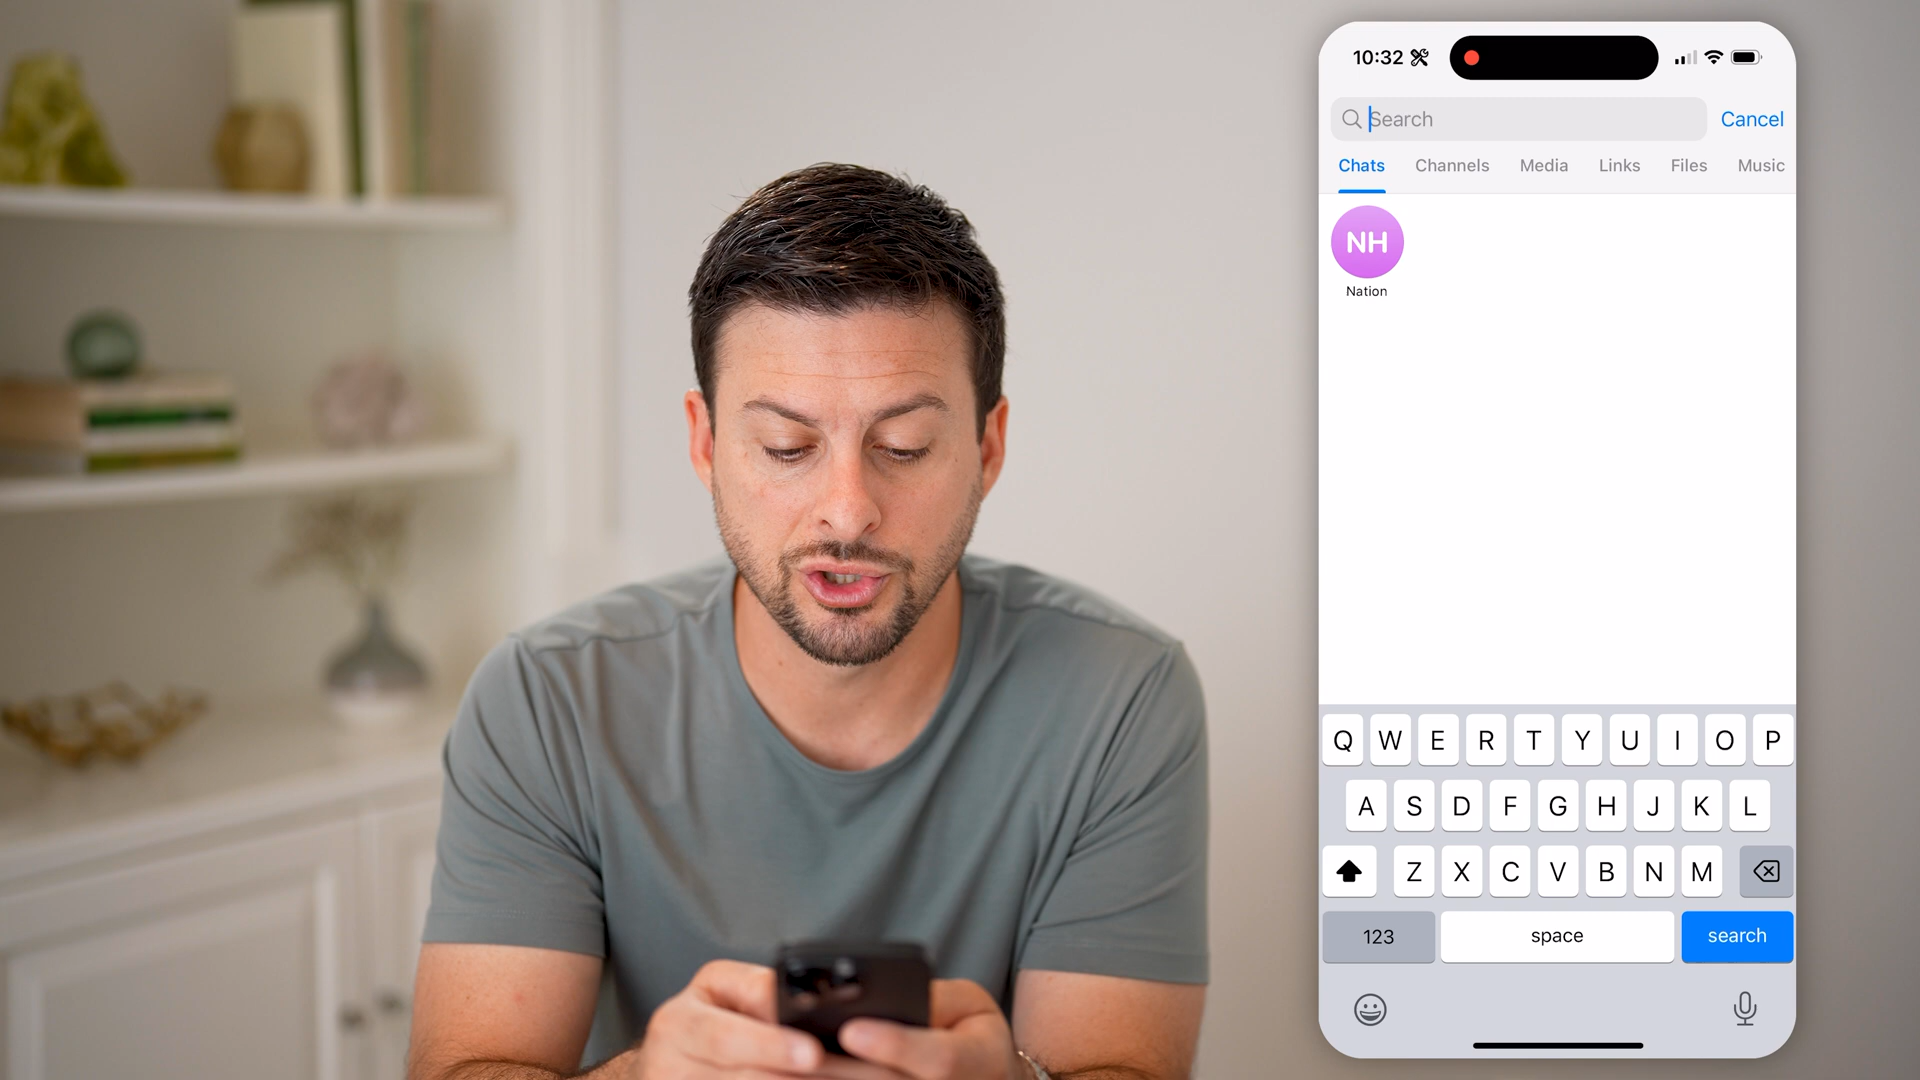 10:32
Search Cancel
Chats Channels Media Links Files Music
NH
Nation
Q W E R T Y U I O P
A S D F G H J K L
Z X C V B N M
123 space search